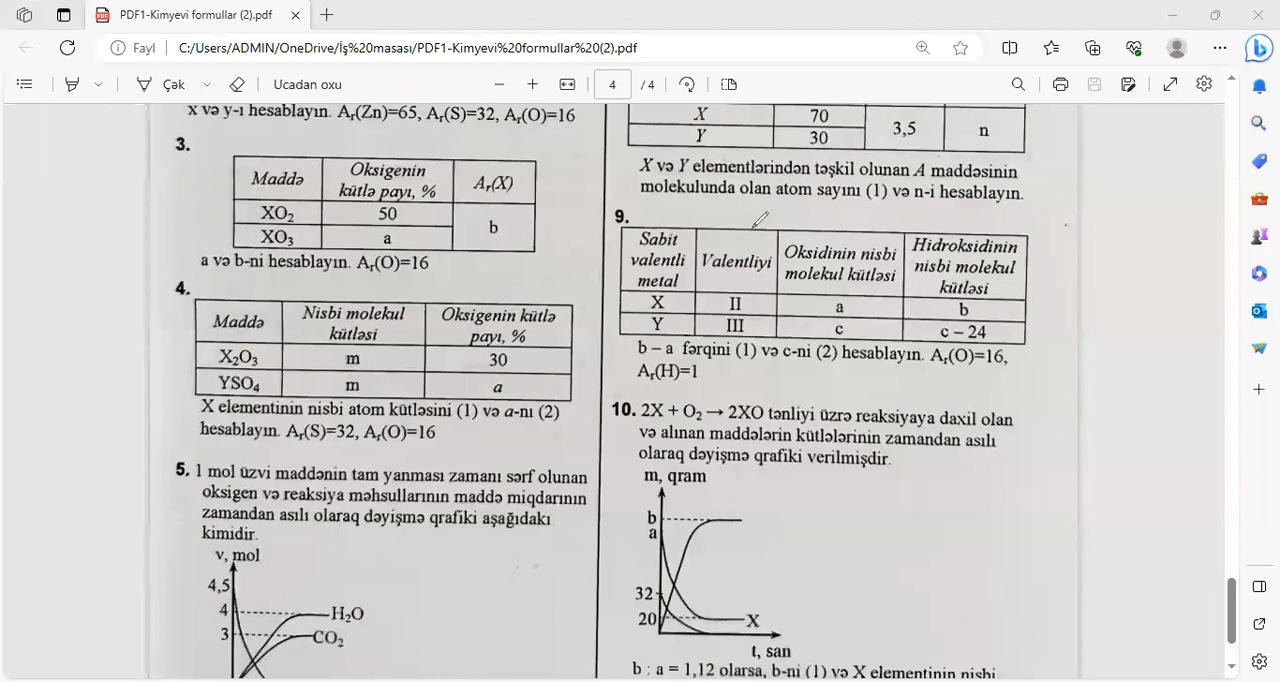 PDF1-Kimyevi formullar (2).pdf
Fayl
C:/Users/ADMIN/OneDrive/İş%20masası/PDF1-Kimyevi%20formullar%20(2).pdf
Çək
Ucadan oxu
4
/ 4
x və y-i hesablayın. Ar(Zn)=65, Ar(S)=32, Ar(O)=16
3.
Maddə
Oksigenin
kütlə payı, %
Ar(X)
XO2
50
b
XO3
a
a və b-ni hesablayın. Ar(O)=16
4.
Maddə
Nisbi molekul
kütləsi
Oksigenin kütlə
payı, %
X2O3
m
30
YSO4
m
a
X elementinin nisbi atom kütləsini (1) və a-nı (2)
hesablayın. Ar(S)=32, Ar(O)=16
5. 1 mol üzvi maddənin tam yanması zamanı sərf olunan
oksigen və reaksiya məhsullarının maddə miqdarının
zamandan asılı olaraq dəyişmə qrafiki aşağıdakı
kimidir.
ν, mol
4,5
4
H2O
3
CO2
X
70
3,5
n
Y
30
X və Y elementlərindən təşkil olunan A maddəsinin
molekulunda olan atom sayını (1) və n-i hesablayın.
9.
Sabit
valentli
metal
Valentliyi
Oksidinin nisbi
molekul kütləsi
Hidroksidinin
nisbi molekul
kütləsi
X
II
a
b
Y
III
c
c – 24
b – a fərqini (1) və c-ni (2) hesablayın. Ar(O)=16,
Ar(H)=1
10. 2X + O2 → 2XO tənliyi üzrə reaksiyaya daxil olan
və alınan maddələrin kütlələrinin zamandan asılı
olaraq dəyişmə qrafiki verilmişdir.
m, qram
b
a
32
20
X
t, san
b : a = 1,12 olarsa, b-ni (1) və X elementinin nisbi